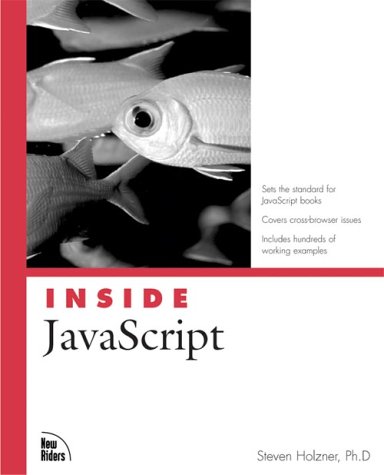 Sets the standard for
JavaScript books
Covers cross-browser issues
Includes hundreds of
working examples
INSIDE
JavaScript
New
Riders
Steven Holzner, Ph.D